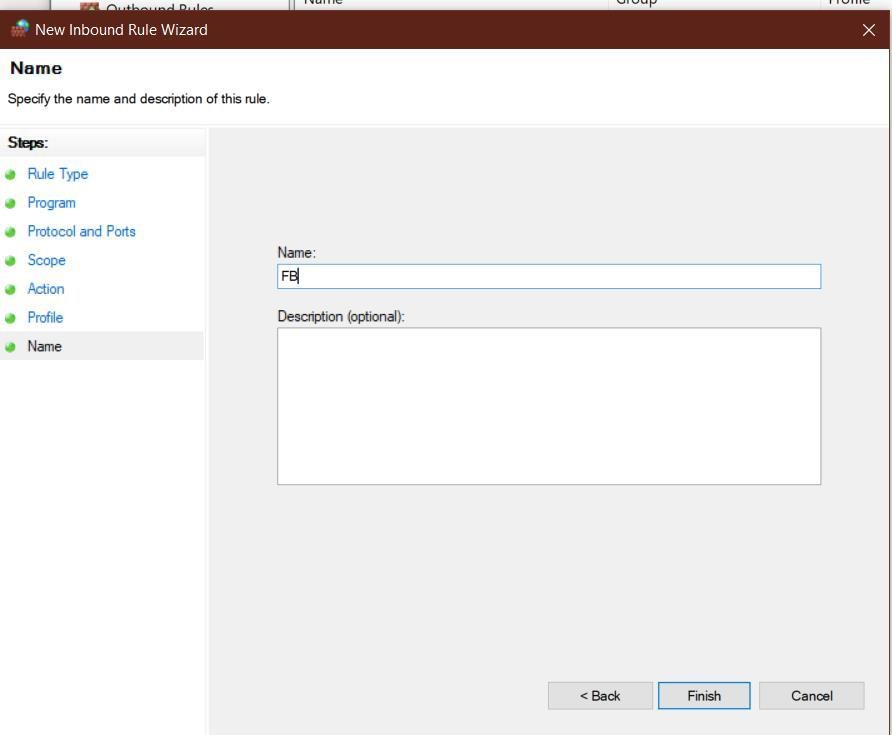 Outbound Rules
Name Group Profile
New Inbound Rule Wizard
Name
Specify the name and description of this rule.
Steps:
Rule Type
Program
Protocol and Ports
Scope
Action
Profile
Name
Name:
FB
Description (optional):
< Back Finish Cancel